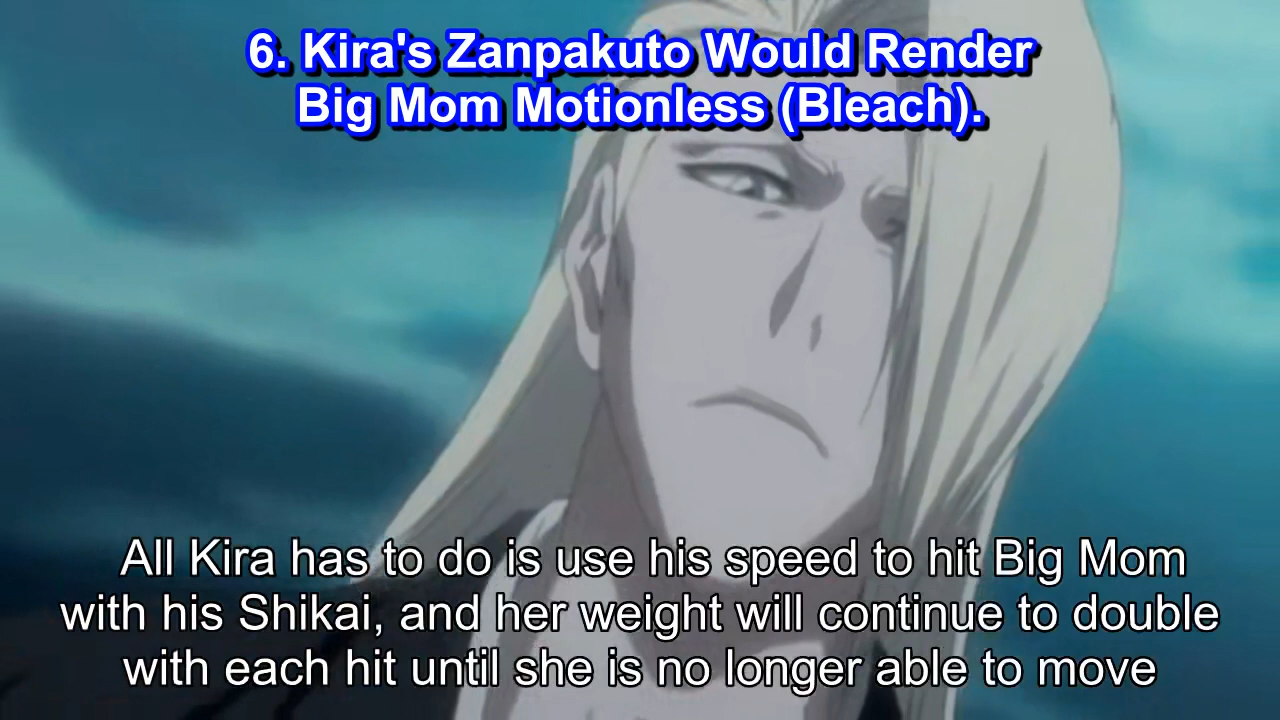 6. Kira's Zanpakuto Would Render
Big Mom Motionless (Bleach).
All Kira has to do is use his speed to hit Big Mom
with his Shikai, and her weight will continue to double
with each hit until she is no longer able to move